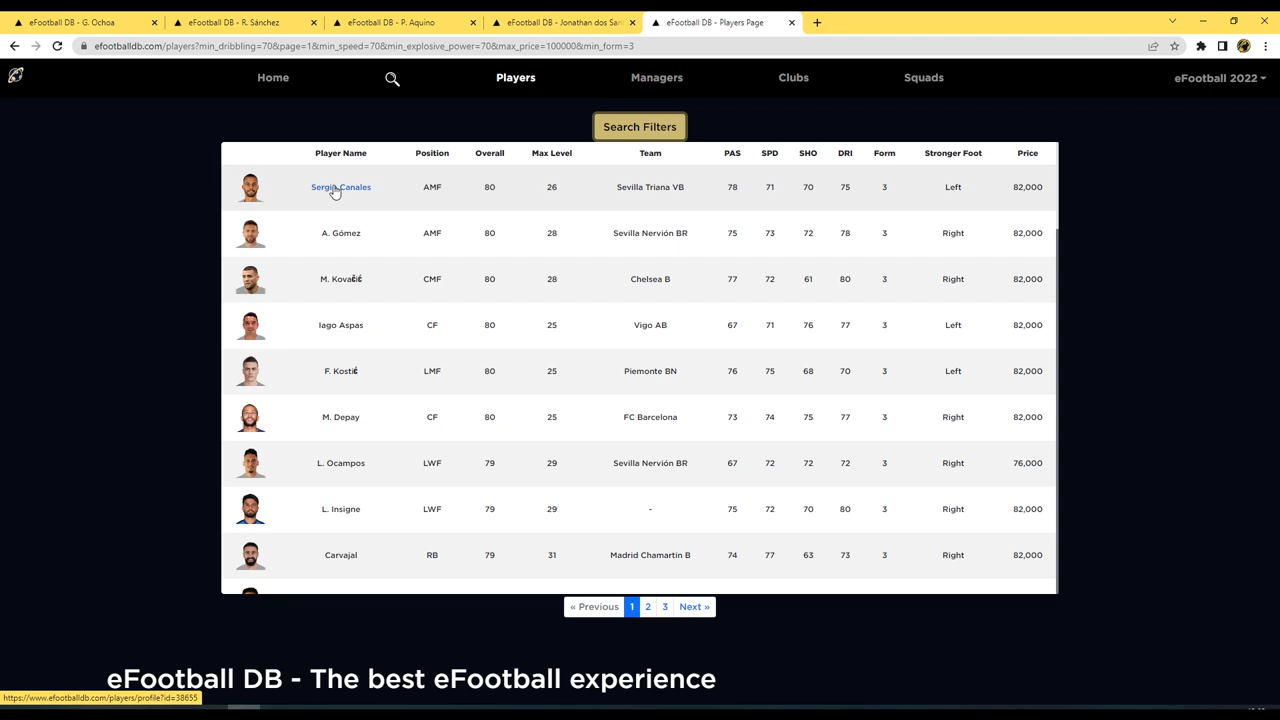 eFootball DB - G. Ochoa
eFootball DB - R. Sánchez
eFootball DB - P. Aquino
eFootball DB - Jonathan dos San
eFootball DB - Players Page
efootballdb.com/players?min_dribbling=70&page=1&min_speed=70&min_explosive_power=70&max_price=100000&min_form=3
Home Players Managers Clubs Squads eFootball 2022
Search Filters
Player Name Position Overall Max Level Team PAS SPD SHO DRI Form Stronger Foot Price
Sergio Canales AMF 80 26 Sevilla Triana VB 78 71 70 75 3 Left 82,000
A. Gómez AMF 80 28 Sevilla Nervión BR 75 73 72 78 3 Right 82,000
M. Kovačić CMF 80 28 Chelsea B 77 72 61 80 3 Right 82,000
Iago Aspas CF 80 25 Vigo AB 67 71 76 77 3 Left 82,000
F. Kostić LMF 80 25 Piemonte BN 76 75 68 70 3 Left 82,000
M. Depay CF 80 25 FC Barcelona 73 74 75 77 3 Right 82,000
L. Ocampos LWF 79 29 Sevilla Nervión BR 67 72 72 72 3 Right 76,000
L. Insigne LWF 79 29 - 75 72 70 80 3 Right 82,000
Carvajal RB 79 31 Madrid Chamartín B 74 77 63 73 3 Right 82,000
« Previous 1 2 3 Next »
eFootball DB - The best eFootball experience
https://www.efootballdb.com/players/profile?id=38655